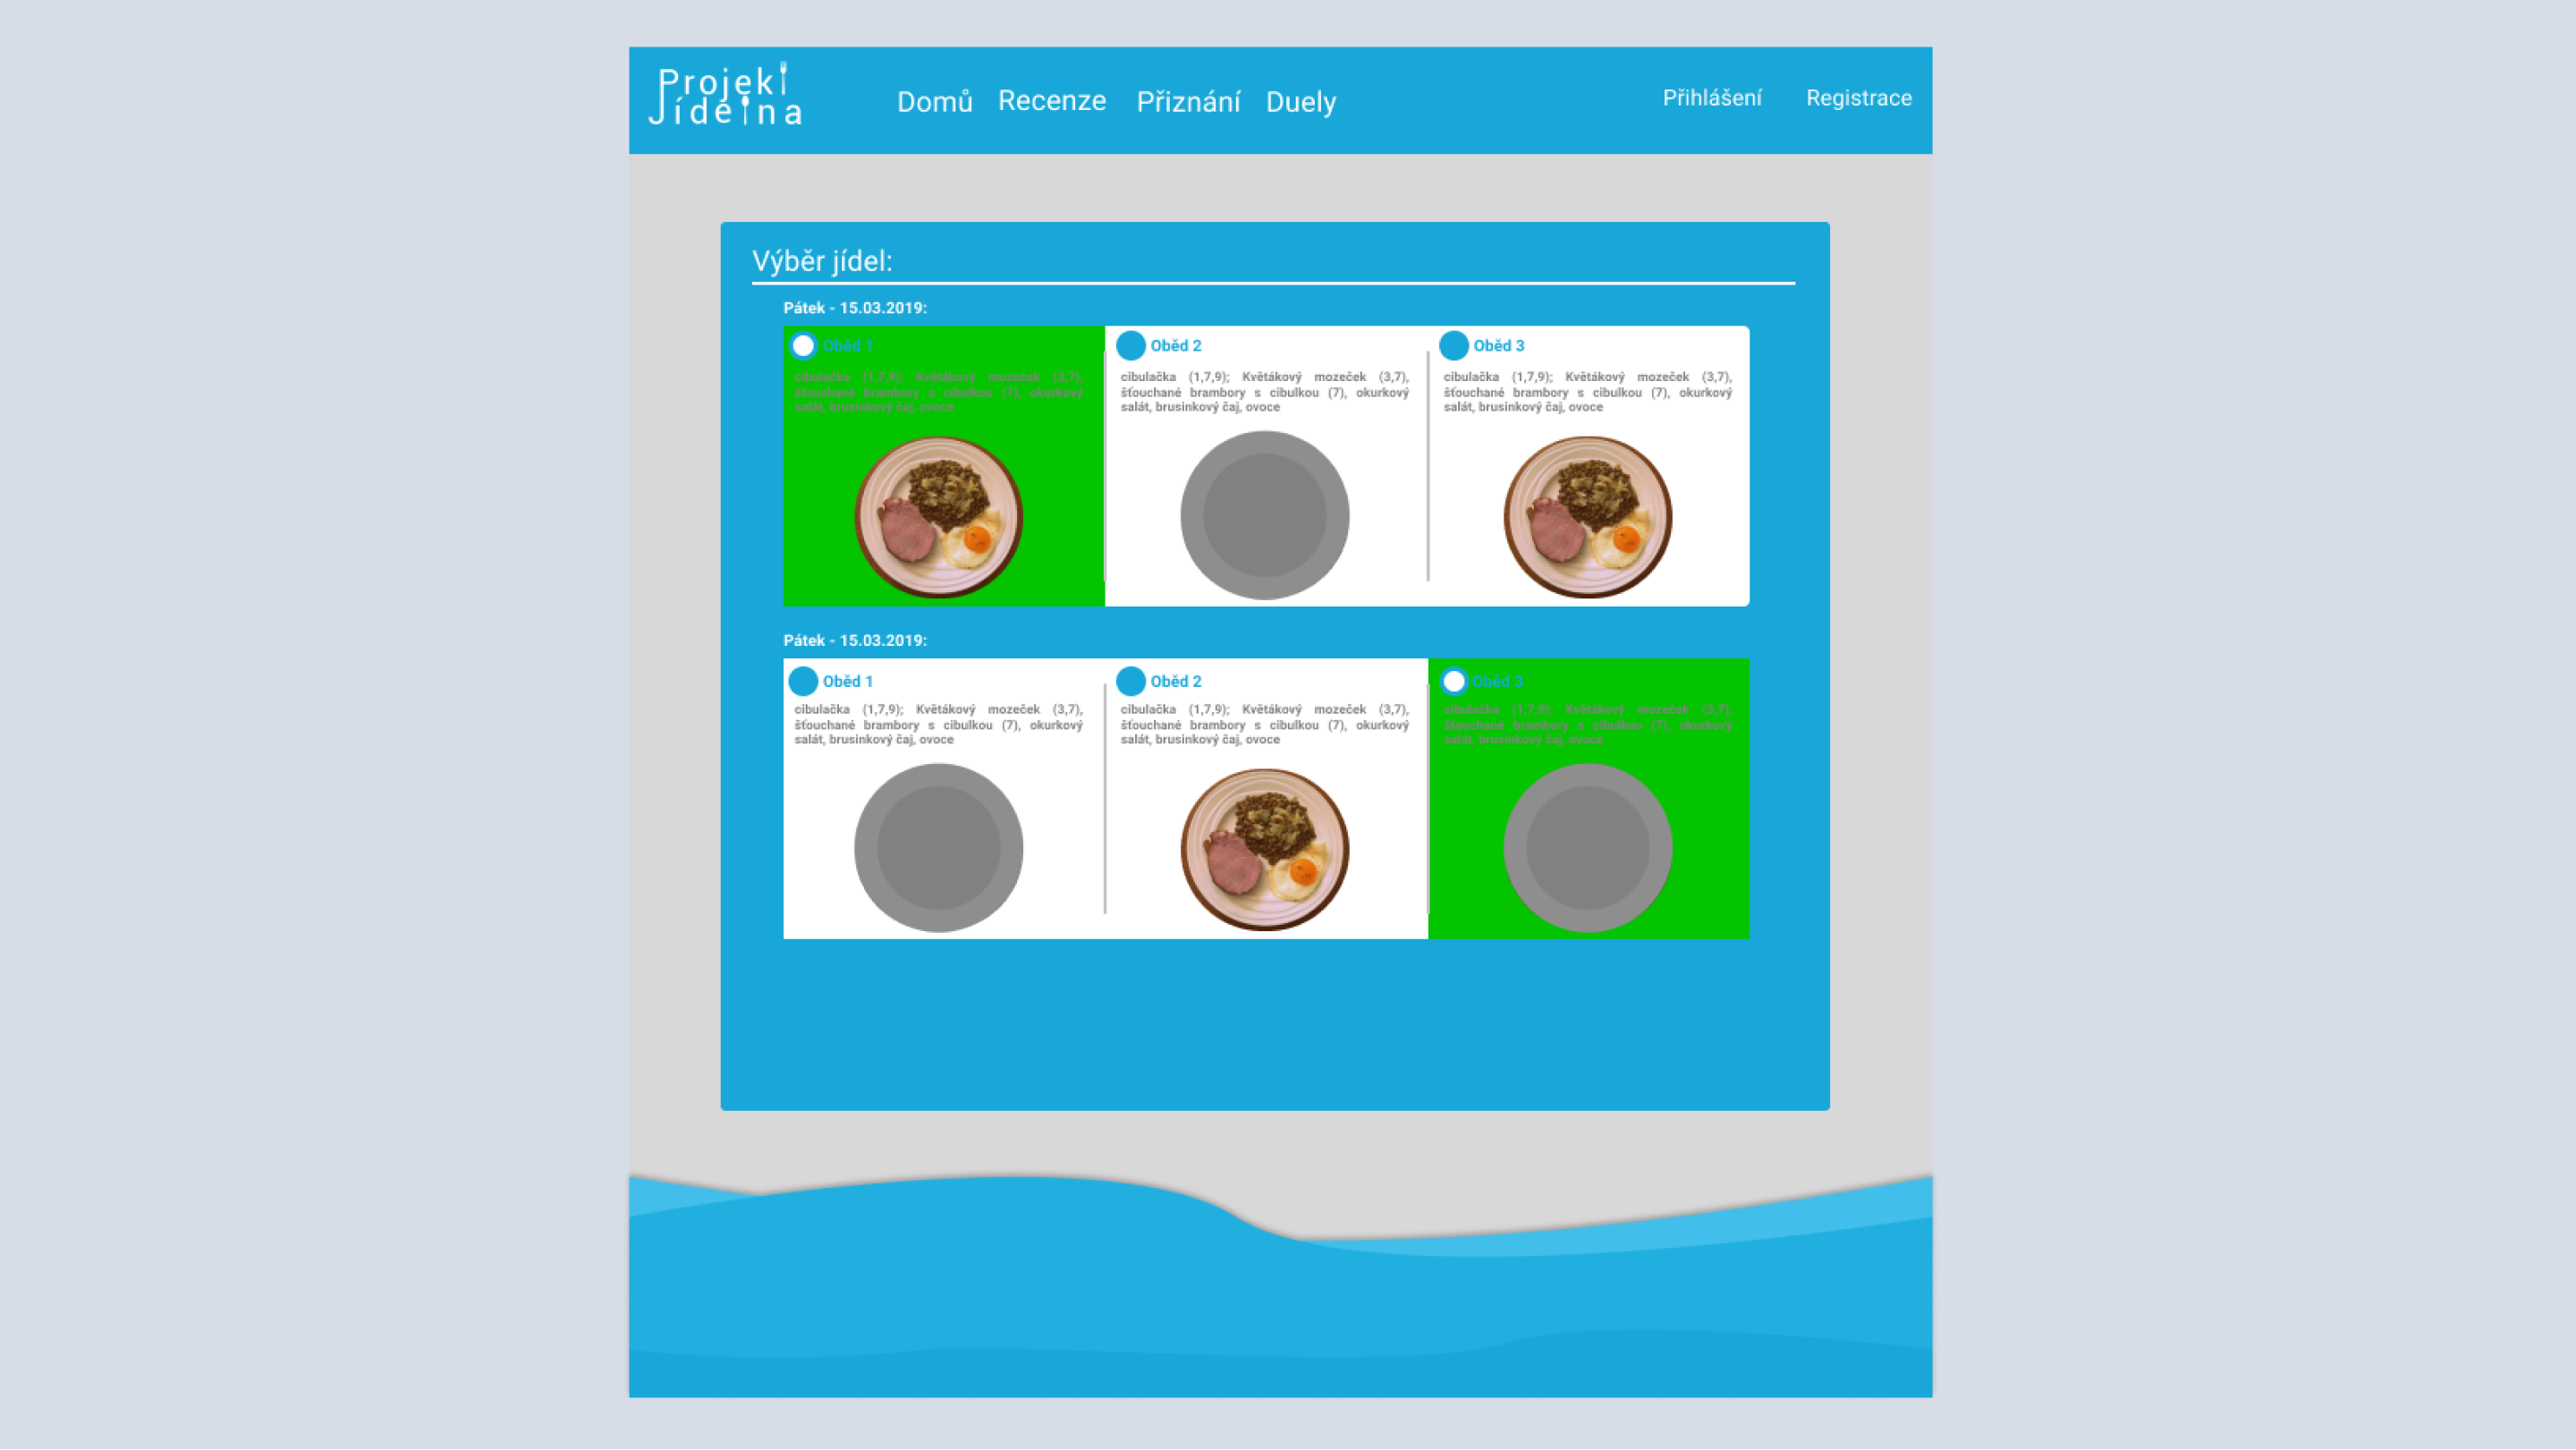 Projekt
Jídelna
Domů Recenze Přiznání Duely
Přihlášení Registrace
Výběr jídel:
Pátek - 15.03.2019:
Oběd 1
cibulačka (1,7,9); Květákový mozeček (3,7),
šťouchané brambory s cibulkou (7), okurkový
salát, brusinkový čaj, ovoce
Oběd 2
cibulačka (1,7,9); Květákový mozeček (3,7),
šťouchané brambory s cibulkou (7), okurkový
salát, brusinkový čaj, ovoce
Oběd 3
cibulačka (1,7,9); Květákový mozeček (3,7),
šťouchané brambory s cibulkou (7), okurkový
salát, brusinkový čaj, ovoce
Pátek - 15.03.2019:
Oběd 1
cibulačka (1,7,9); Květákový mozeček (3,7),
šťouchané brambory s cibulkou (7), okurkový
salát, brusinkový čaj, ovoce
Oběd 2
cibulačka (1,7,9); Květákový mozeček (3,7),
šťouchané brambory s cibulkou (7), okurkový
salát, brusinkový čaj, ovoce
Oběd 3
cibulačka (1,7,9); Květákový mozeček (3,7),
šťouchané brambory s cibulkou (7), okurkový
salát, brusinkový čaj, ovoce